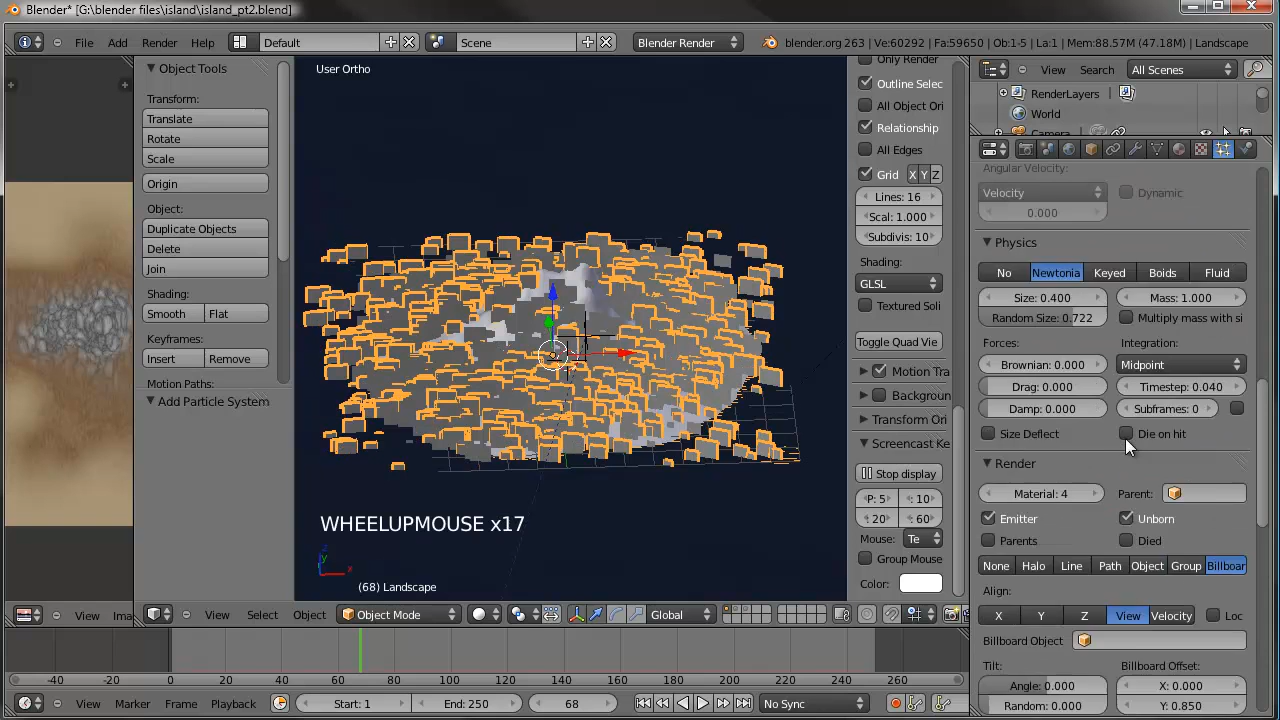 Blender* [G:\blender files\island\island_pt2.blend]
File Add Render Help Default Scene Blender Render blender.org 263 | Ve:60292 | Fa:59650 | Ob:1-5 | La:1 | Mem:88.57M (47.18M) | Landscape
Object Tools
Transform:
Translate
Rotate
Scale
Origin
Object:
Duplicate Objects
Delete
Join
Shading:
Smooth Flat
Keyframes:
Insert Remove
Motion Paths:
Add Particle System
User Ortho
WHEELUPMOUSE x17
(68) Landscape
z
y
x
Only Render
Outline Selec
All Object Ori
Relationship
All Edges
Grid X Y Z
Lines: 16
Scal: 1.000
Subdivis: 10
Shading:
GLSL
Textured Soli
Toggle Quad Vie
Motion Tra
Backgroun
Transform Ori
Screencast Ke
Stop display
P: 5 : 10
: 20 : 60
Mouse: Te
Group Mouse
Color:
View Search All Scenes
RenderLayers
World
Camera
Angular Velocity:
Velocity Dynamic
0.000
Physics
No Newtonia Keyed Boids Fluid
Size: 0.400 Mass: 1.000
Random Size: 0.722 Multiply mass with si
Forces: Integration:
Brownian: 0.000 Midpoint
Drag: 0.000 Timestep: 0.040
Damp: 0.000 Subframes: 0
Size Deflect Die on hit
Render
Material: 4 Parent:
Emitter Unborn
Parents Died
None Halo Line Path Object Group Billboar
Align:
X Y Z View Velocity Loc
Billboard Object
Tilt: Billboard Offset:
Angle: 0.000 X: 0.000
Random: 0.000 Y: 0.850
View Ima View Select Object Object Mode Global
-40 -20 0 20 40 60 80 100 120 140 160 180 200 220 240 260
View Marker Frame Playback Start: 1 End: 250 68 No Sync